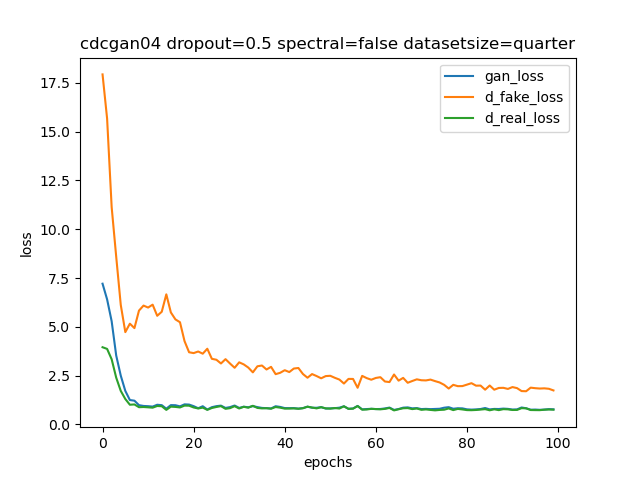 cdcgan04 dropout=0.5 spectral=false datasetsize=quarter
gan_loss
d_fake_loss
d_real_loss
17.5
15.0
12.5
10.0
7.5
5.0
2.5
0.0
loss
0 20 40 60 80 100
epochs